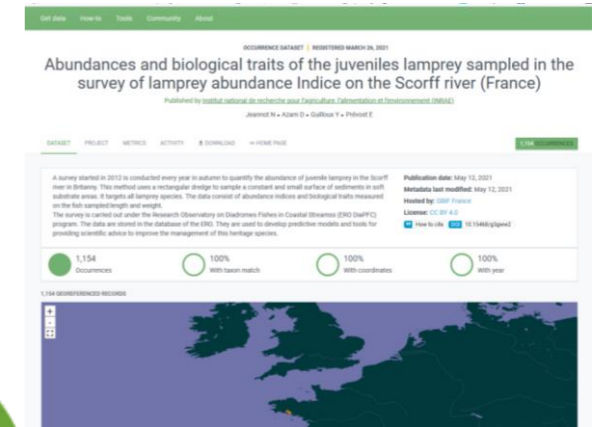 Get data How-to Tools Community About
OCCURRENCE DATASET | REGISTERED MARCH 26, 2021
Abundances and biological traits of the juveniles lamprey sampled in the
survey of lamprey abundance Indice on the Scorff river (France)
Published by Institut national de recherche pour l'agriculture, l'alimentation et l'environnement (INRAE)
Jeannot N • Azam D • Guilloux Y • Prévost E
DATASET PROJECT METRICS ACTIVITY DOWNLOAD HOME PAGE 1,154 OCCURRENCES
A survey started in 2012 is conducted every year in autumn to quantify the abundance of juvenile lamprey in the Scorff
river in Britanny. This method uses a rectangular dredge to sample a constant and small surface of sediments in soft
substrate areas. It targets all lamprey species. The data consist of abundance indices and biological traits measured
on the fish sampled:length and weight.
The survey is carried out under the Research Observatory on Diadromes Fishes in Coastal Streamss (ERO DiaPFC)
program. The data are stored in the database of the ERO. They are used to develop predictive models and tools for
providing scientific advice to improve the management of this heritage species.
Publication date: May 12, 2021
Metadata last modified: May 12, 2021
Hosted by: GBIF France
License: CC BY 4.0
How to cite DOI
1,154
Occurrences
100%
With taxon match
100%
With coordinates
100%
With year
1,154 GEOREFERENCED RECORDS